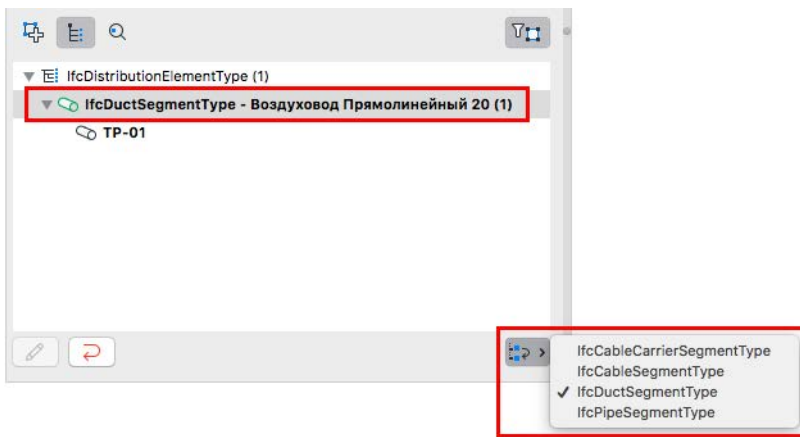 IfcDistributionElementType (1)
IfcDuctSegmentType - Воздуховод Прямолинейный 20 (1)
TP-01
IfcCableCarrierSegmentType
IfcCableSegmentType
✓ IfcDuctSegmentType
IfcPipeSegmentType